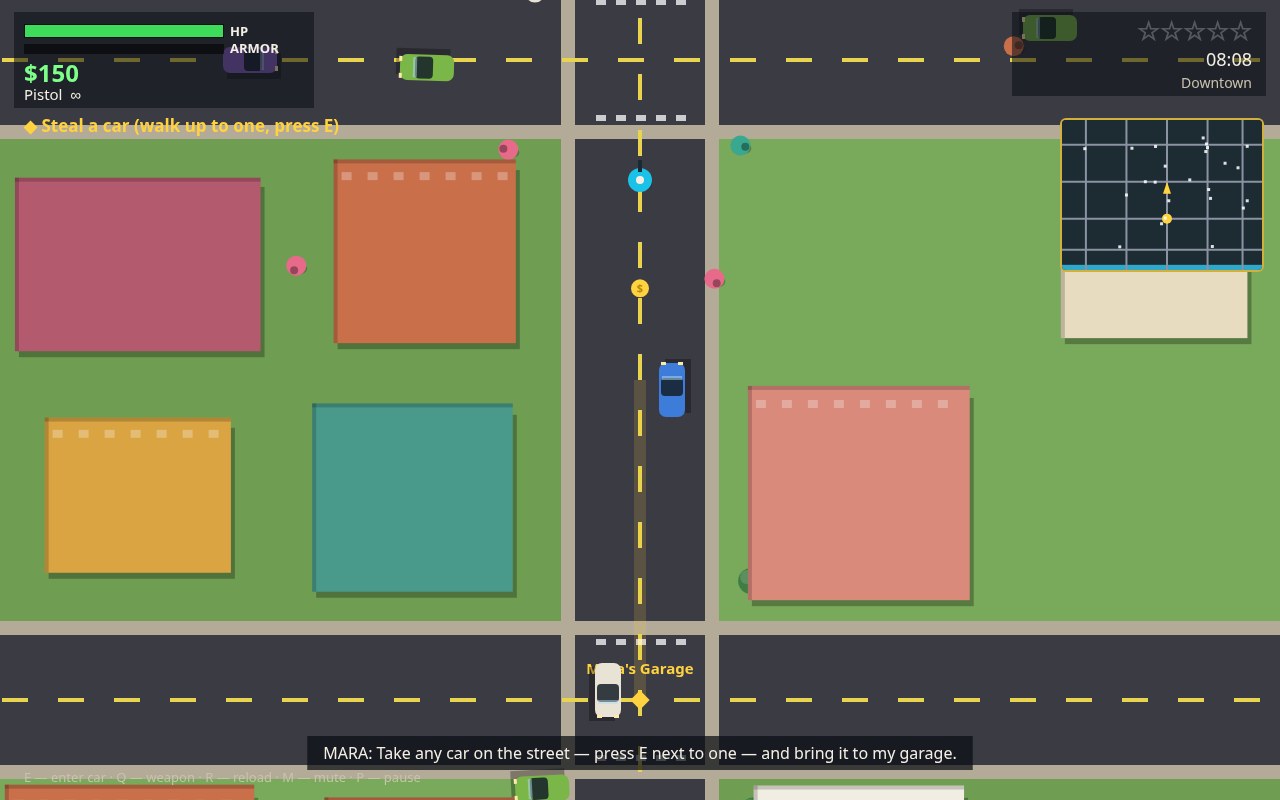 HP
ARMOR
$150
Pistol ∞
◆ Steal a car (walk up to one, press E)
☆☆☆☆☆
08:08
Downtown
$
Mara's Garage
MARA: Take any car on the street — press E next to one — and bring it to my garage.
E — enter car · Q — weapon · R — reload · M — mute · P — pause